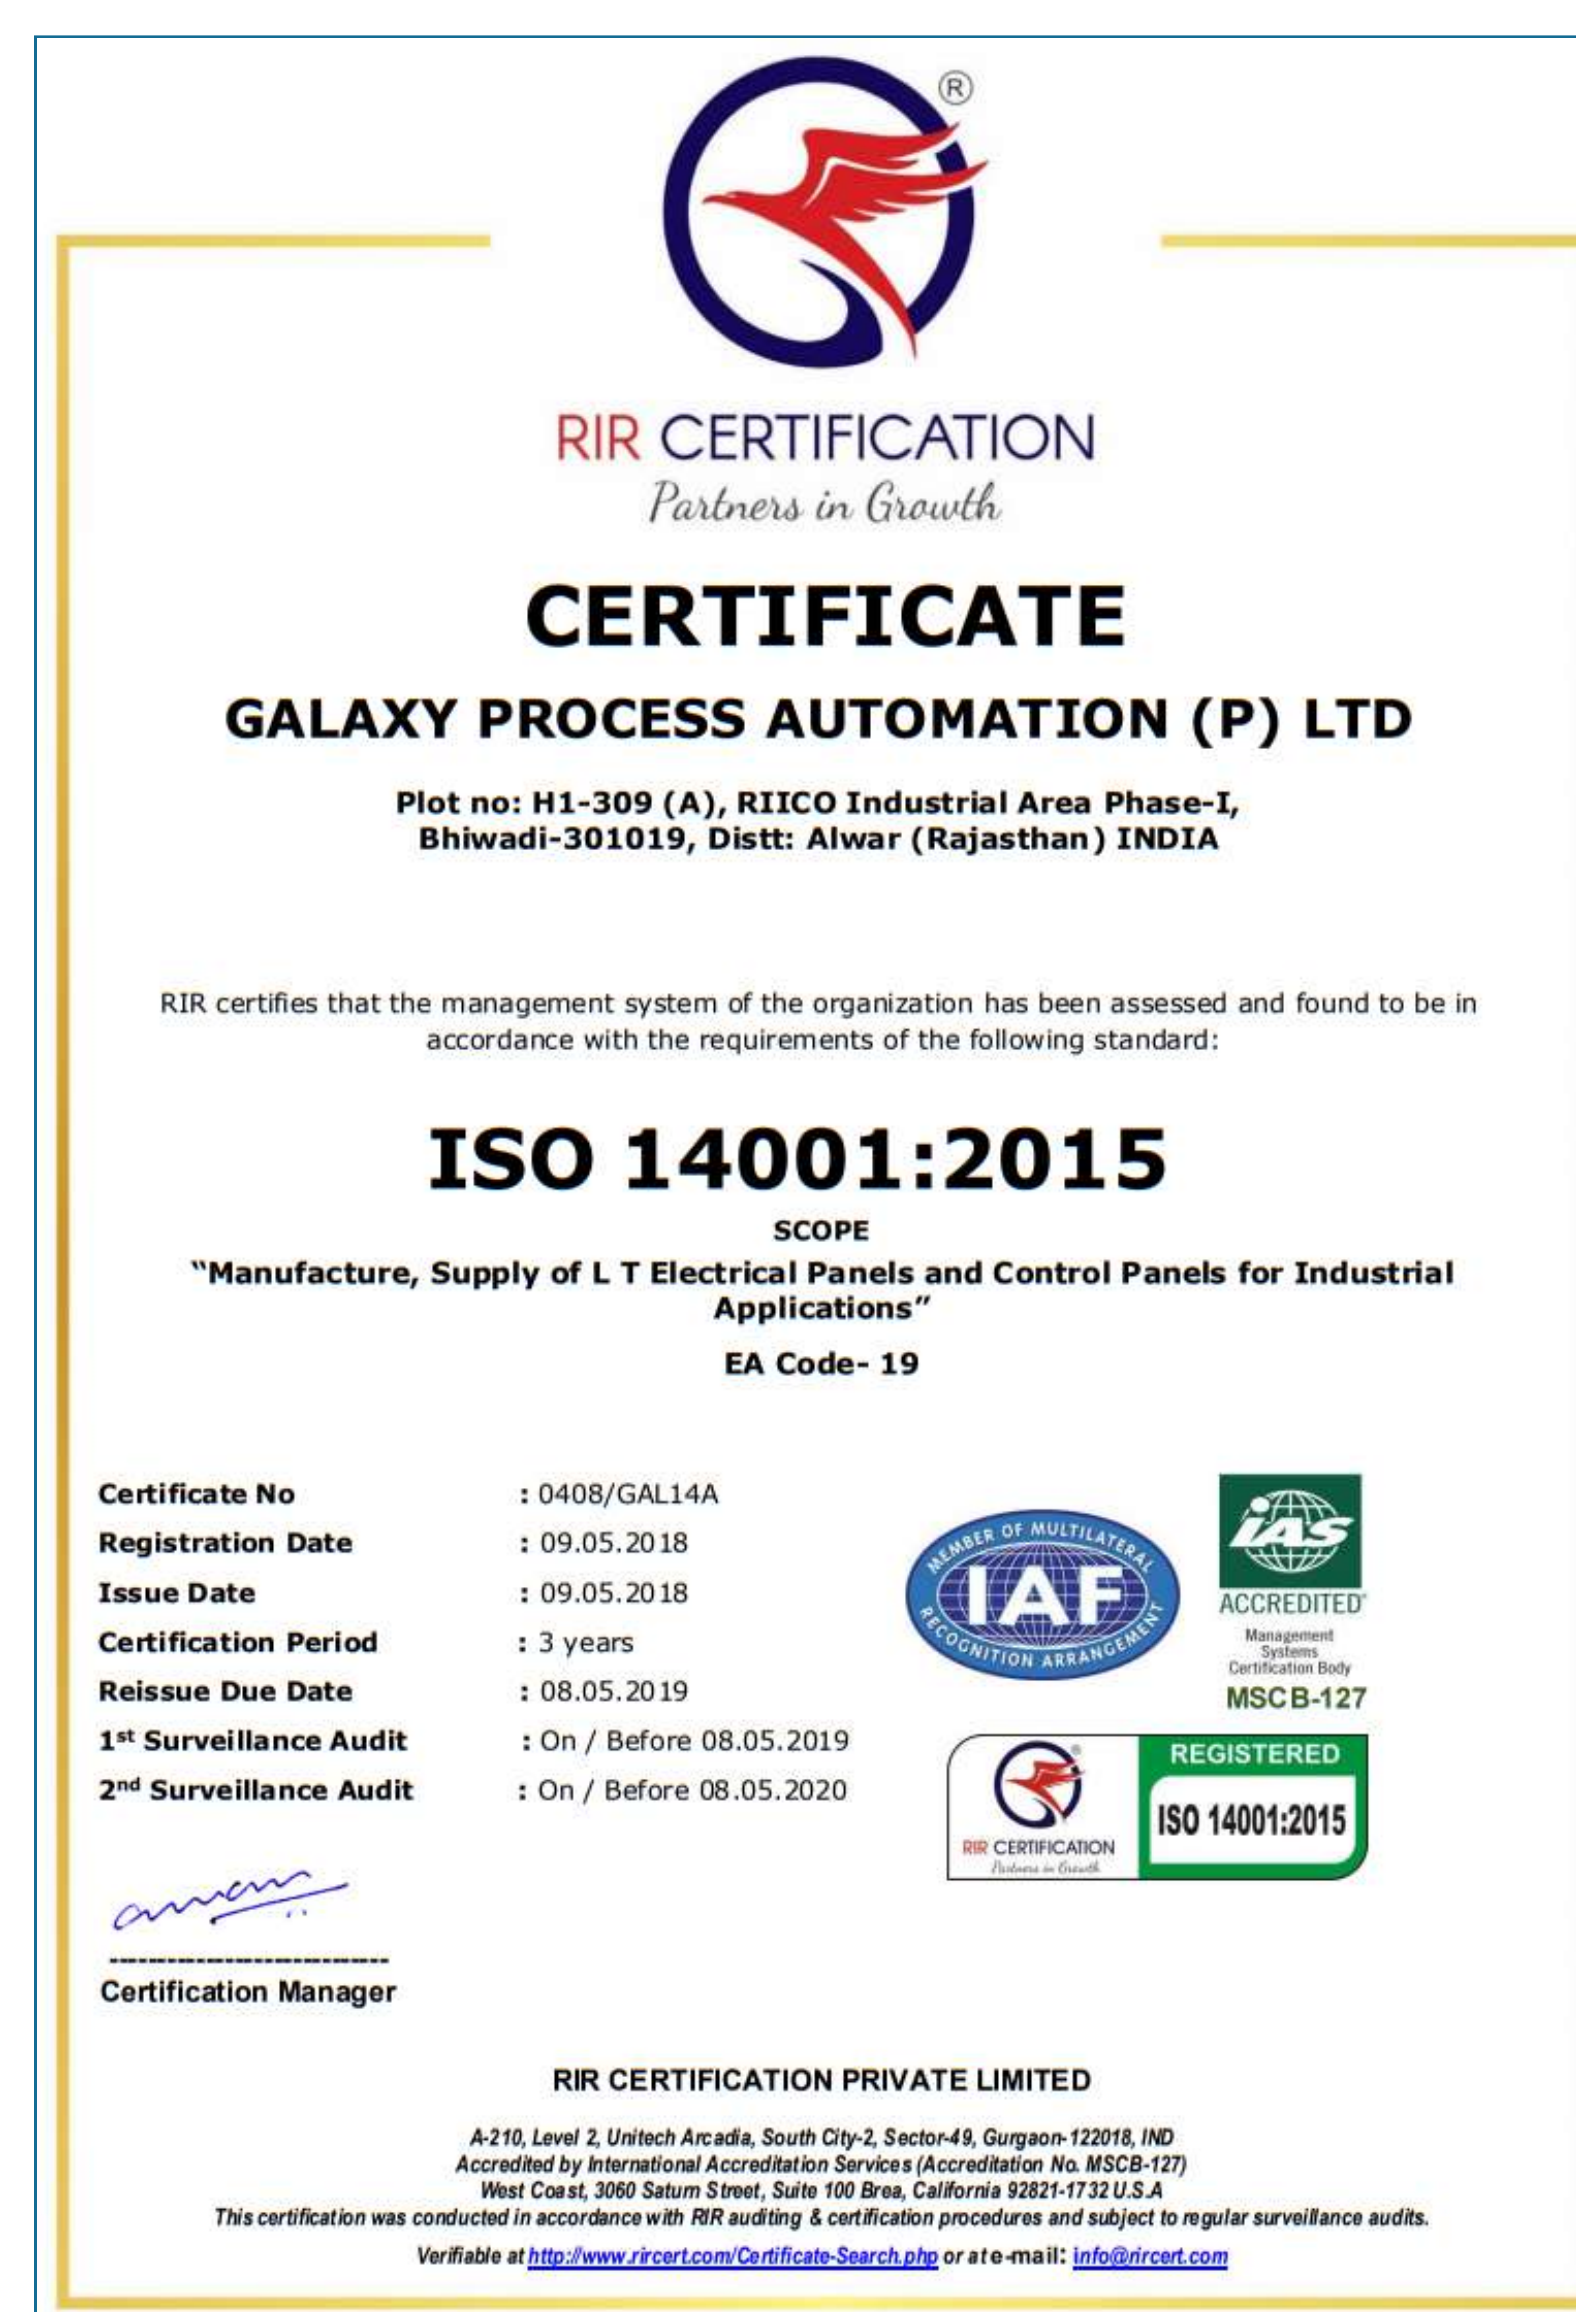 ®
RIR CERTIFICATION
Partners in Growth
CERTIFICATE
GALAXY PROCESS AUTOMATION (P) LTD
Plot no: H1-309 (A), RIICO Industrial Area Phase-I,
Bhiwadi-301019, Distt: Alwar (Rajasthan) INDIA
RIR certifies that the management system of the organization has been assessed and found to be in
accordance with the requirements of the following standard:
ISO 14001:2015
SCOPE
“Manufacture, Supply of L T Electrical Panels and Control Panels for Industrial
Applications”
EA Code- 19
Certificate No : 0408/GAL14A
Registration Date : 09.05.2018
Issue Date : 09.05.2018
Certification Period : 3 years
Reissue Due Date : 08.05.2019
1st Surveillance Audit : On / Before 08.05.2019
2nd Surveillance Audit : On / Before 08.05.2020
MEMBER OF MULTILATERAL
IAF
RECOGNITION ARRANGEMENT
IAS
ACCREDITED
Management
Systems
Certification Body
MSCB-127
RIR CERTIFICATION
Partners in Growth
REGISTERED
ISO 14001:2015
Certification Manager
RIR CERTIFICATION PRIVATE LIMITED
A-210, Level 2, Unitech Arcadia, South City-2, Sector-49, Gurgaon-122018, IND
Accredited by International Accreditation Services (Accreditation No. MSCB-127)
West Coast, 3060 Saturn Street, Suite 100 Brea, California 92821-1732 U.S.A
This certification was conducted in accordance with RIR auditing & certification procedures and subject to regular surveillance audits.
Verifiable at http://www.rircert.com/Certificate-Search.php or at e-mail: info@rircert.com